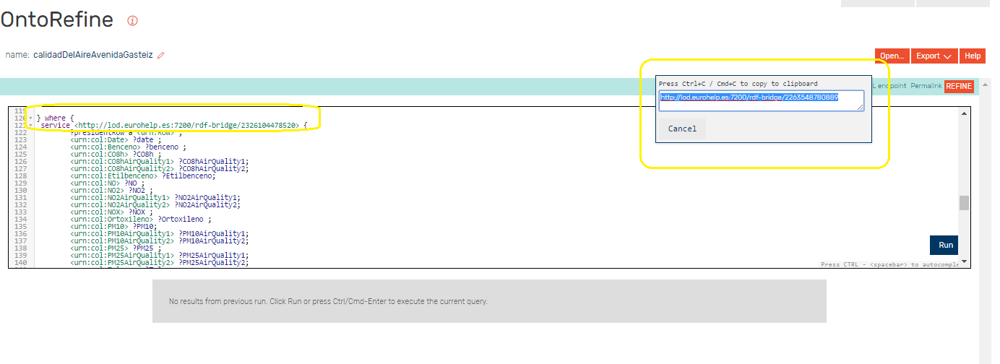 OntoRefine
name: calidadDelAireAvenidaGasteiz
Open... Export Help
Press Ctrl+C / Cmd+C to copy to clipboard
http://lod.eurohelp.es:7200/rdf-bridge/2263548780889
Cancel
endpoint Permalink REFINE
119
120 } where {
121 service <http://lod.eurohelp.es:7200/rdf-bridge/2326104478520> {
122 ?presidentRow a <urn:Row> ;
123 <urn:col:Date> ?date ;
124 <urn:col:Benceno> ?benceno ;
125 <urn:col:CO8h> ?CO8h ;
126 <urn:col:CO8hAirQuality1> ?CO8hAirQuality1;
127 <urn:col:CO8hAirQuality2> ?CO8hAirQuality2;
128 <urn:col:Etilbenceno> ?Etilbenceno;
129 <urn:col:NO> ?NO ;
130 <urn:col:NO2> ?NO2 ;
131 <urn:col:NO2AirQuality1> ?NO2AirQuality1;
132 <urn:col:NO2AirQuality2> ?NO2AirQuality2;
133 <urn:col:NOX> ?NOX ;
134 <urn:col:Ortoxileno> ?Ortoxileno ;
135 <urn:col:PM10> ?PM10;
136 <urn:col:PM10AirQuality1> ?PM10AirQuality1;
137 <urn:col:PM10AirQuality2> ?PM10AirQuality2;
138 <urn:col:PM25> ?PM25 ;
139 <urn:col:PM25AirQuality1> ?PM25AirQuality1;
140 <urn:col:PM25AirQuality2> ?PM25AirQuality2;
Run
Press CTRL - <spacebar> to autocomple
No results from previous run. Click Run or press Ctrl/Cmd-Enter to execute the current query.